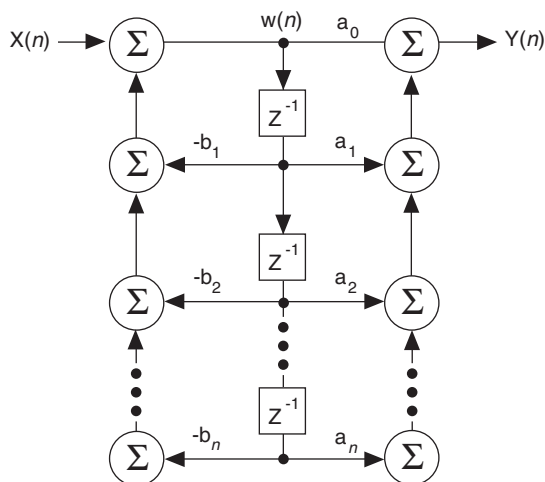 X(n) Σ w(n) a₀ Σ Y(n)
Z⁻¹
Σ -b₁ a₁ Σ
Z⁻¹
Σ -b₂ a₂ Σ
Z⁻¹
Σ -bₙ aₙ Σ